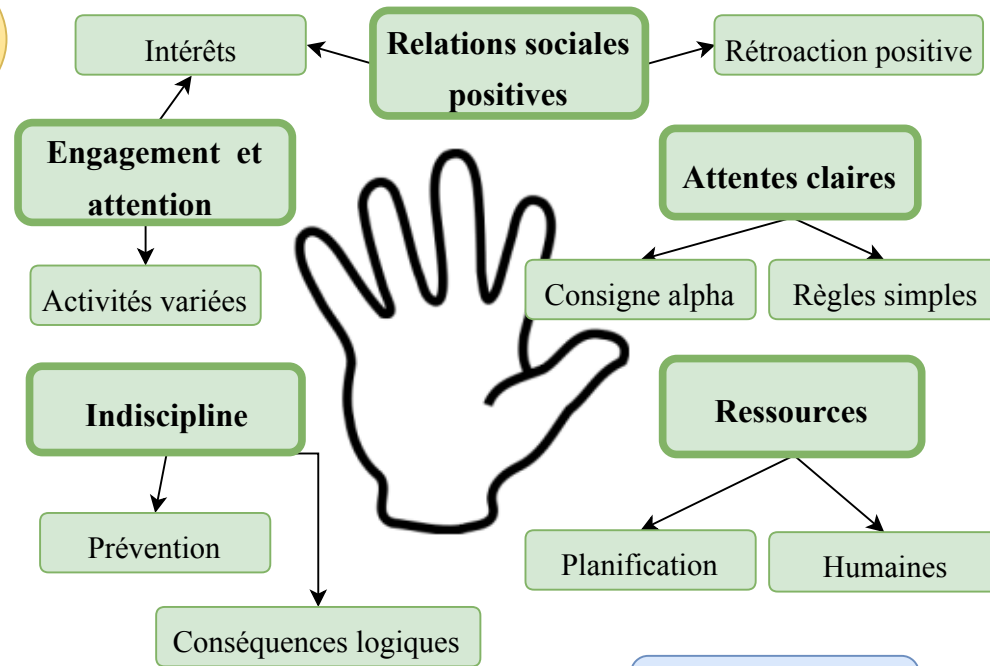 Intérêts
Relations sociales
positives
Rétroaction positive
Engagement et
attention
Attentes claires
Activités variées
Consigne alpha
Règles simples
Indiscipline
Ressources
Prévention
Planification
Humaines
Conséquences logiques